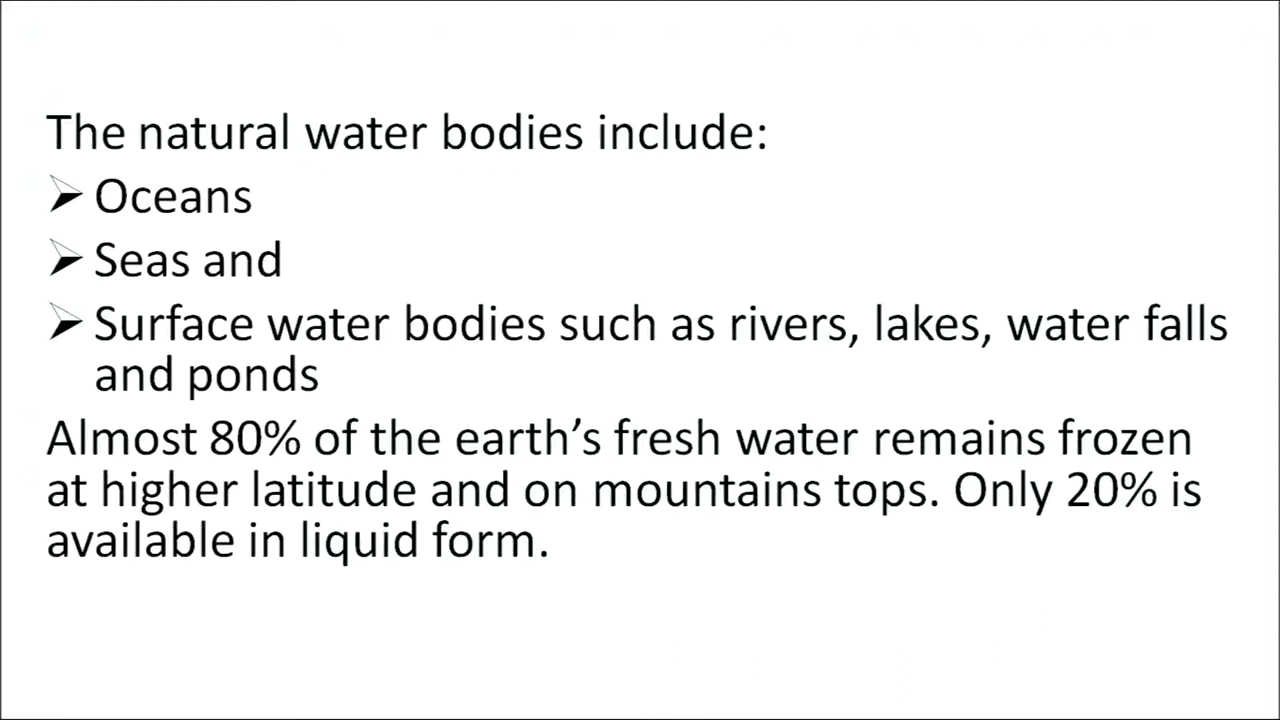 The natural water bodies include:
➢ Oceans
➢ Seas and
➢ Surface water bodies such as rivers, lakes, water falls
and ponds
Almost 80% of the earth’s fresh water remains frozen
at higher latitude and on mountains tops. Only 20% is
available in liquid form.